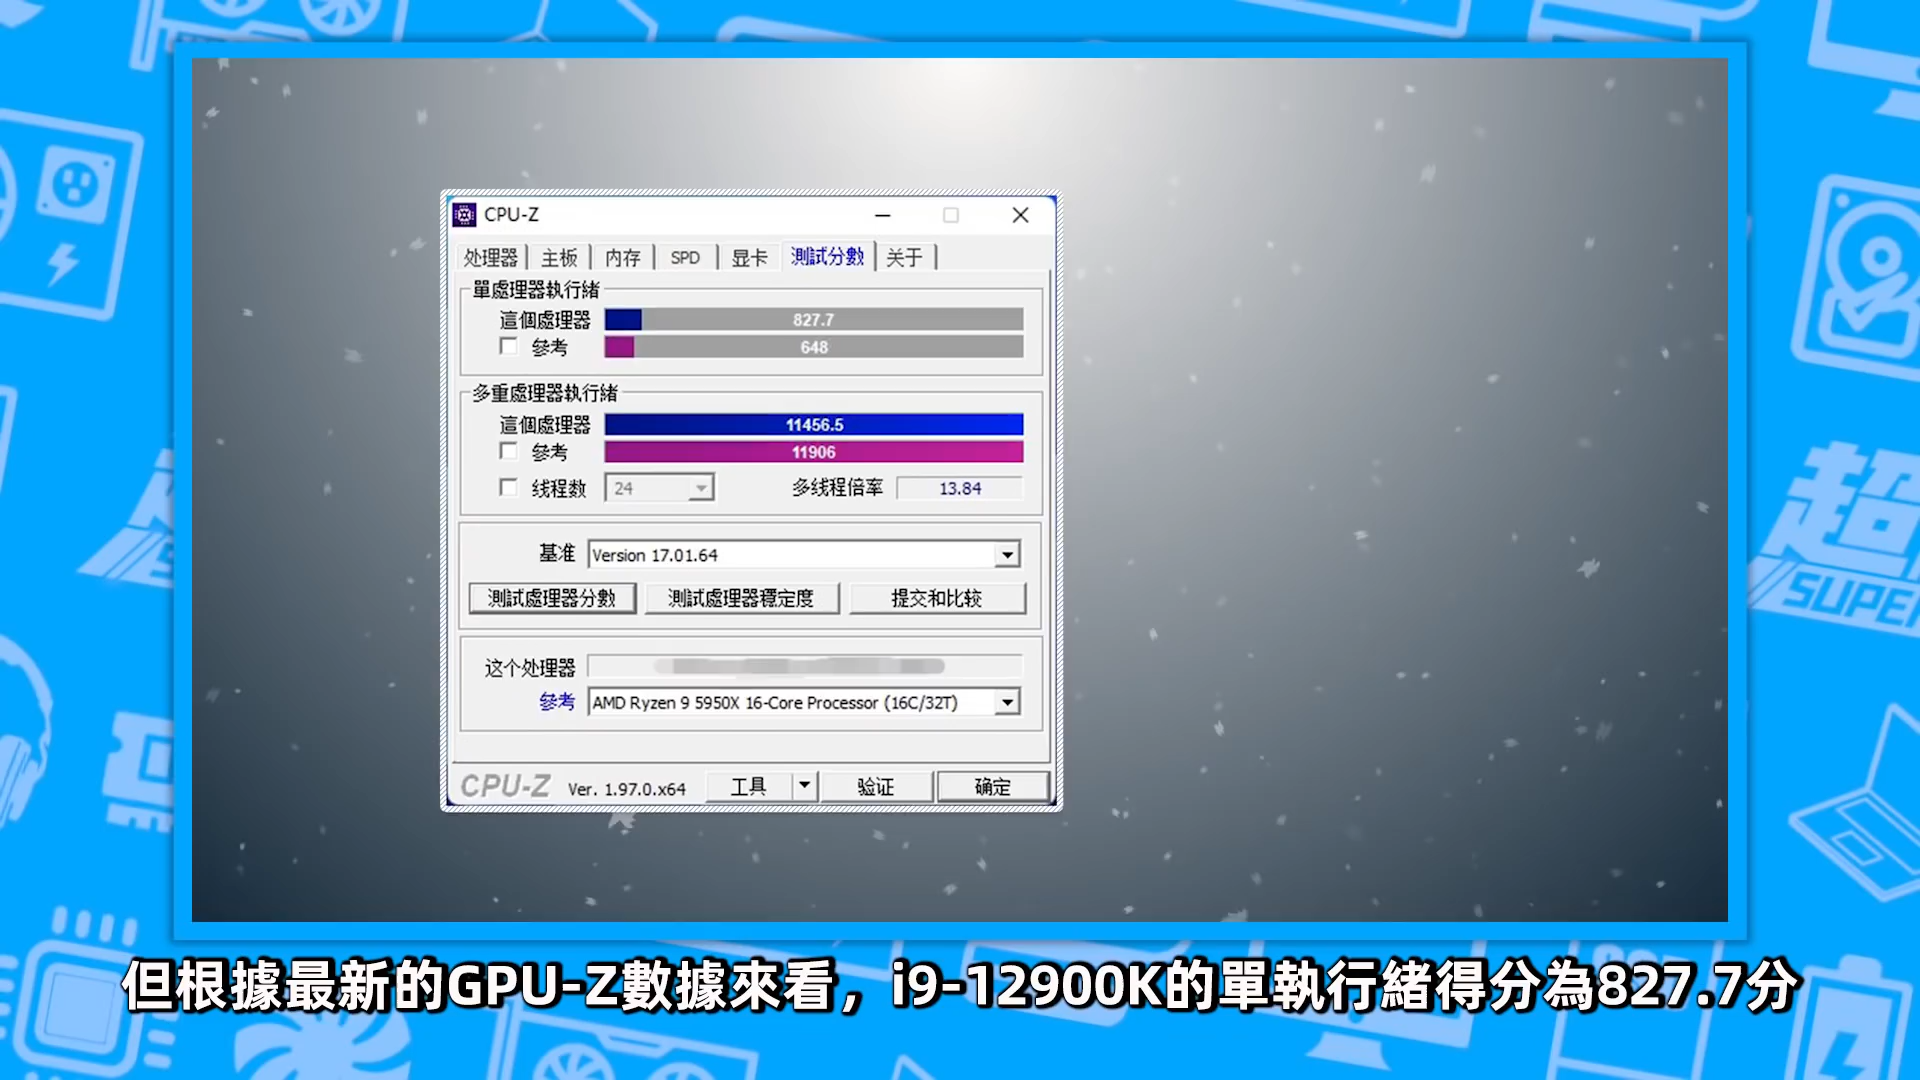 CPU-Z
处理器 主板 内存 SPD 显卡 測試分數 关于
單處理器執行緒
這個處理器 827.7
參考 648
多重處理器執行緒
這個處理器 11456.5
參考 11906
线程数 24 多线程倍率 13.84
基准 Version 17.01.64
測試處理器分數 測試處理器穩定度 提交和比较
这个处理器
參考 AMD Ryzen 9 5950X 16-Core Processor (16C/32T)
CPU-Z Ver. 1.97.0.x64 工具 验证 确定
超
SUPER
但根據最新的GPU-Z數據來看，i9-12900K的單執行緒得分為827.7分